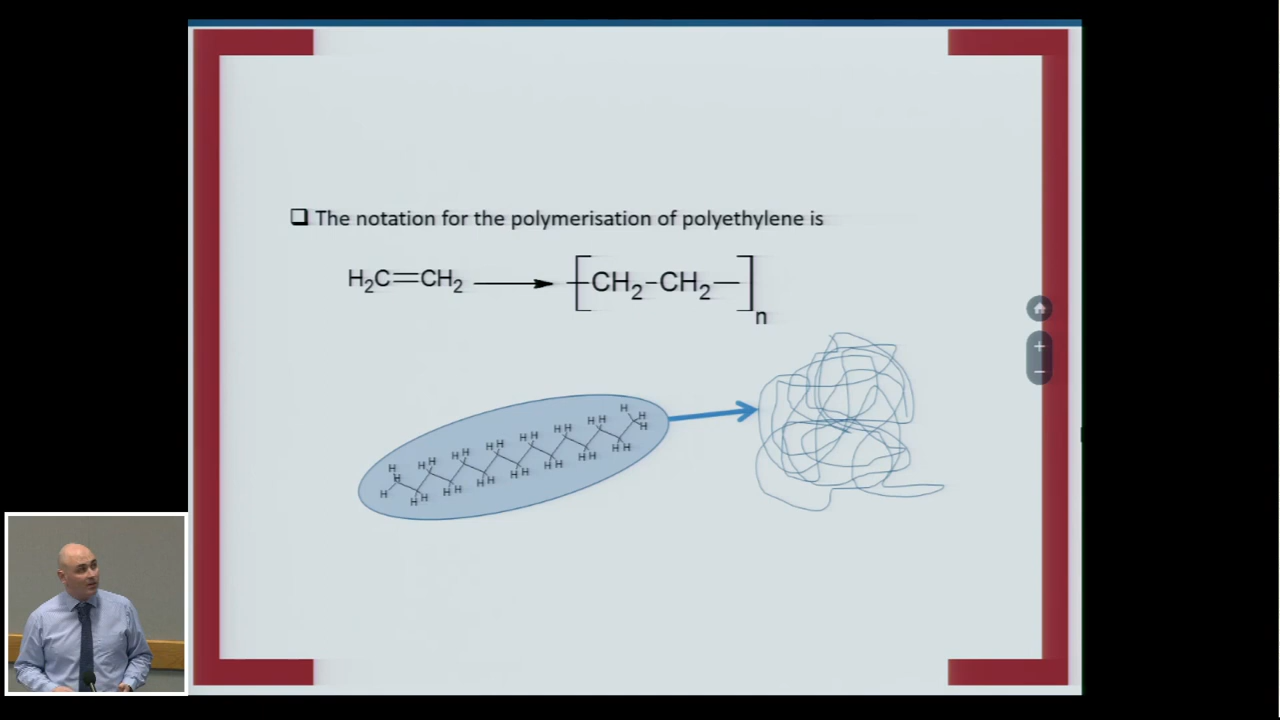 The notation for the polymerisation of polyethylene is
H2C=CH2 → [-CH2-CH2-]n
H H H
H H
H H
H H
H H
H H
H H
H H
H H
H H
H H
H H
H H
H H
H H H
+
−